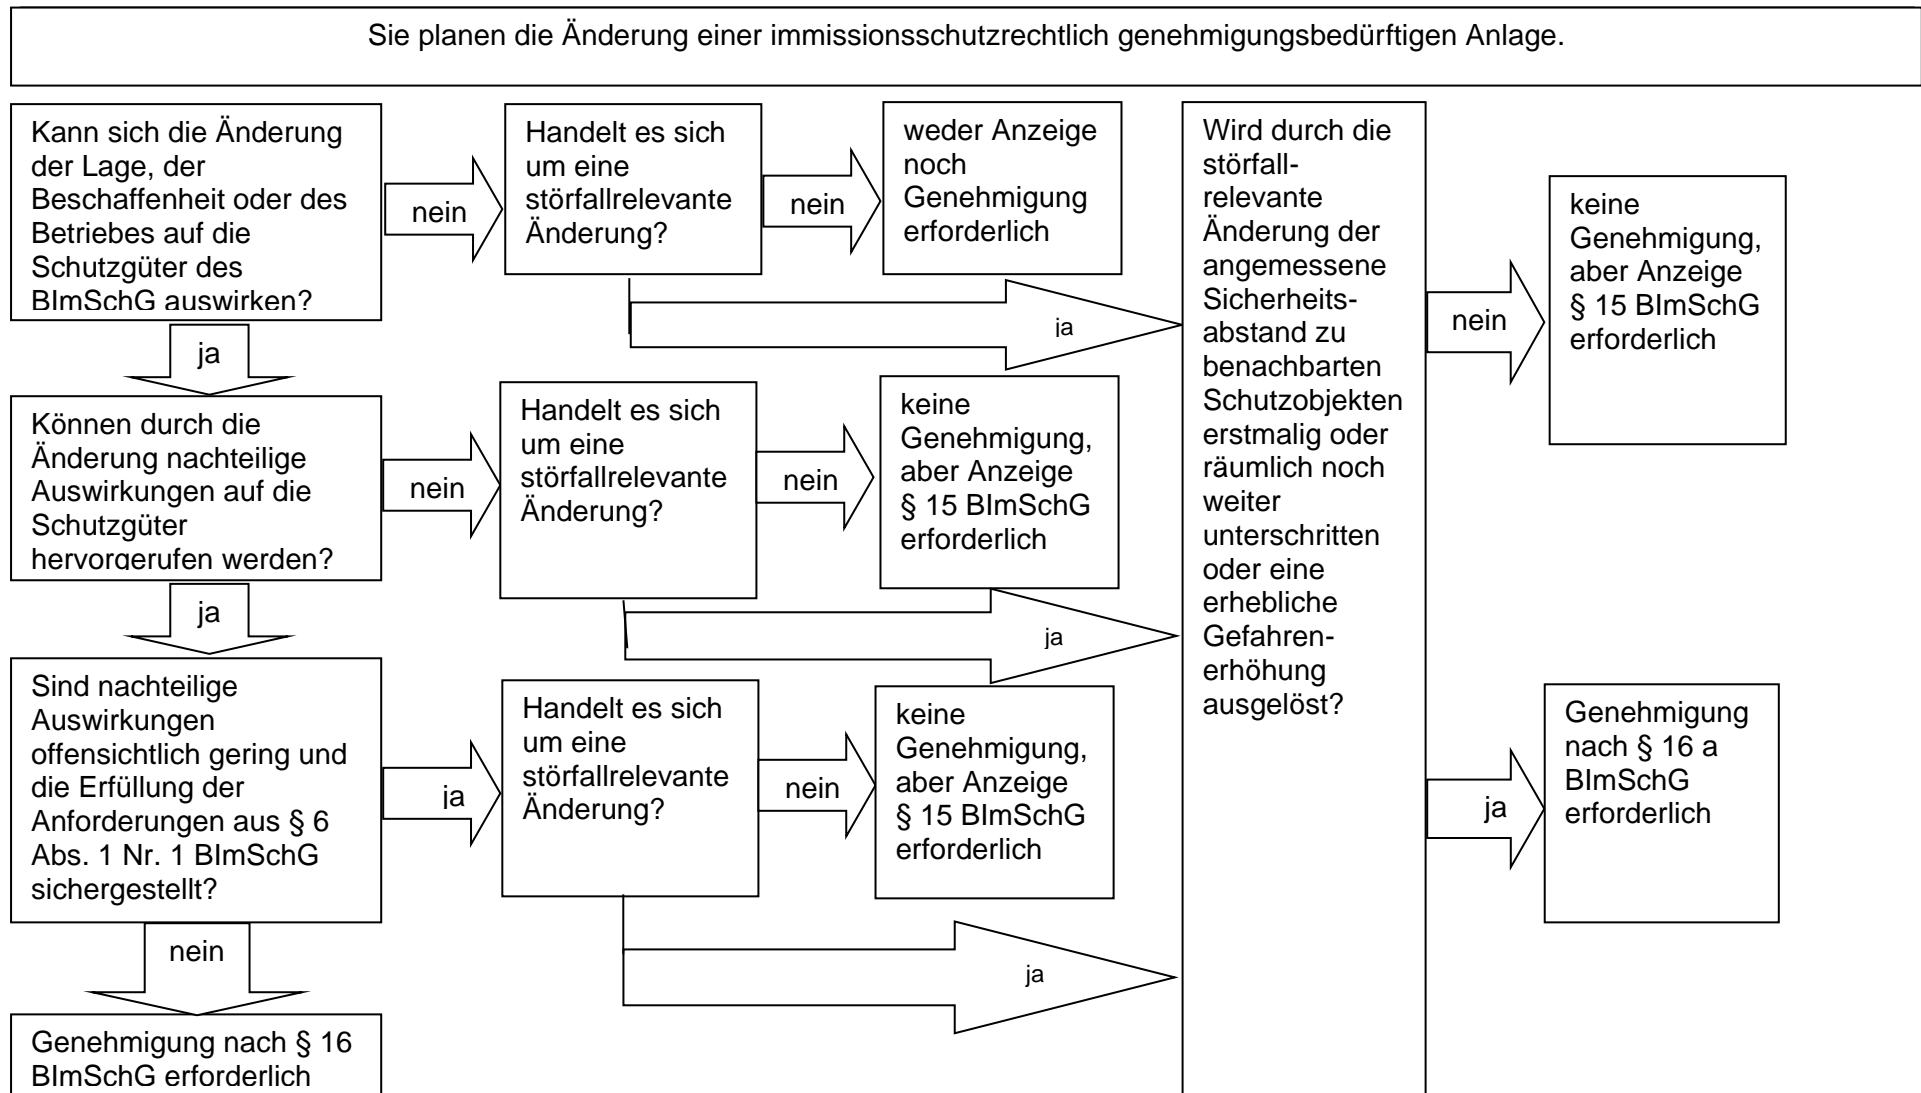 Sie planen die Änderung einer immissionsschutzrechtlich genehmigungsbedürftigen Anlage.
Kann sich die Änderung
der Lage, der
Beschaffenheit oder des
Betriebes auf die
Schutzgüter des
BImSchG auswirken?
nein
Handelt es sich
um eine
störfallrelevante
Änderung?
nein
weder Anzeige
noch
Genehmigung
erforderlich
ja
ja
Können durch die
Änderung nachteilige
Auswirkungen auf die
Schutzgüter
hervorgerufen werden?
nein
Handelt es sich
um eine
störfallrelevante
Änderung?
nein
keine
Genehmigung,
aber Anzeige
§ 15 BImSchG
erforderlich
ja
ja
Sind nachteilige
Auswirkungen
offensichtlich gering und
die Erfüllung der
Anforderungen aus § 6
Abs. 1 Nr. 1 BImSchG
sichergestellt?
ja
Handelt es sich
um eine
störfallrelevante
Änderung?
nein
keine
Genehmigung,
aber Anzeige
§ 15 BImSchG
erforderlich
ja
nein
Genehmigung nach § 16
BImSchG erforderlich
Wird durch die
störfall-
relevante
Änderung der
angemessene
Sicherheits-
abstand zu
benachbarten
Schutzobjekten
erstmalig oder
räumlich noch
weiter
unterschritten
oder eine
erhebliche
Gefahren-
erhöhung
ausgelöst?
nein
keine
Genehmigung,
aber Anzeige
§ 15 BImSchG
erforderlich
ja
Genehmigung
nach § 16 a
BImSchG
erforderlich